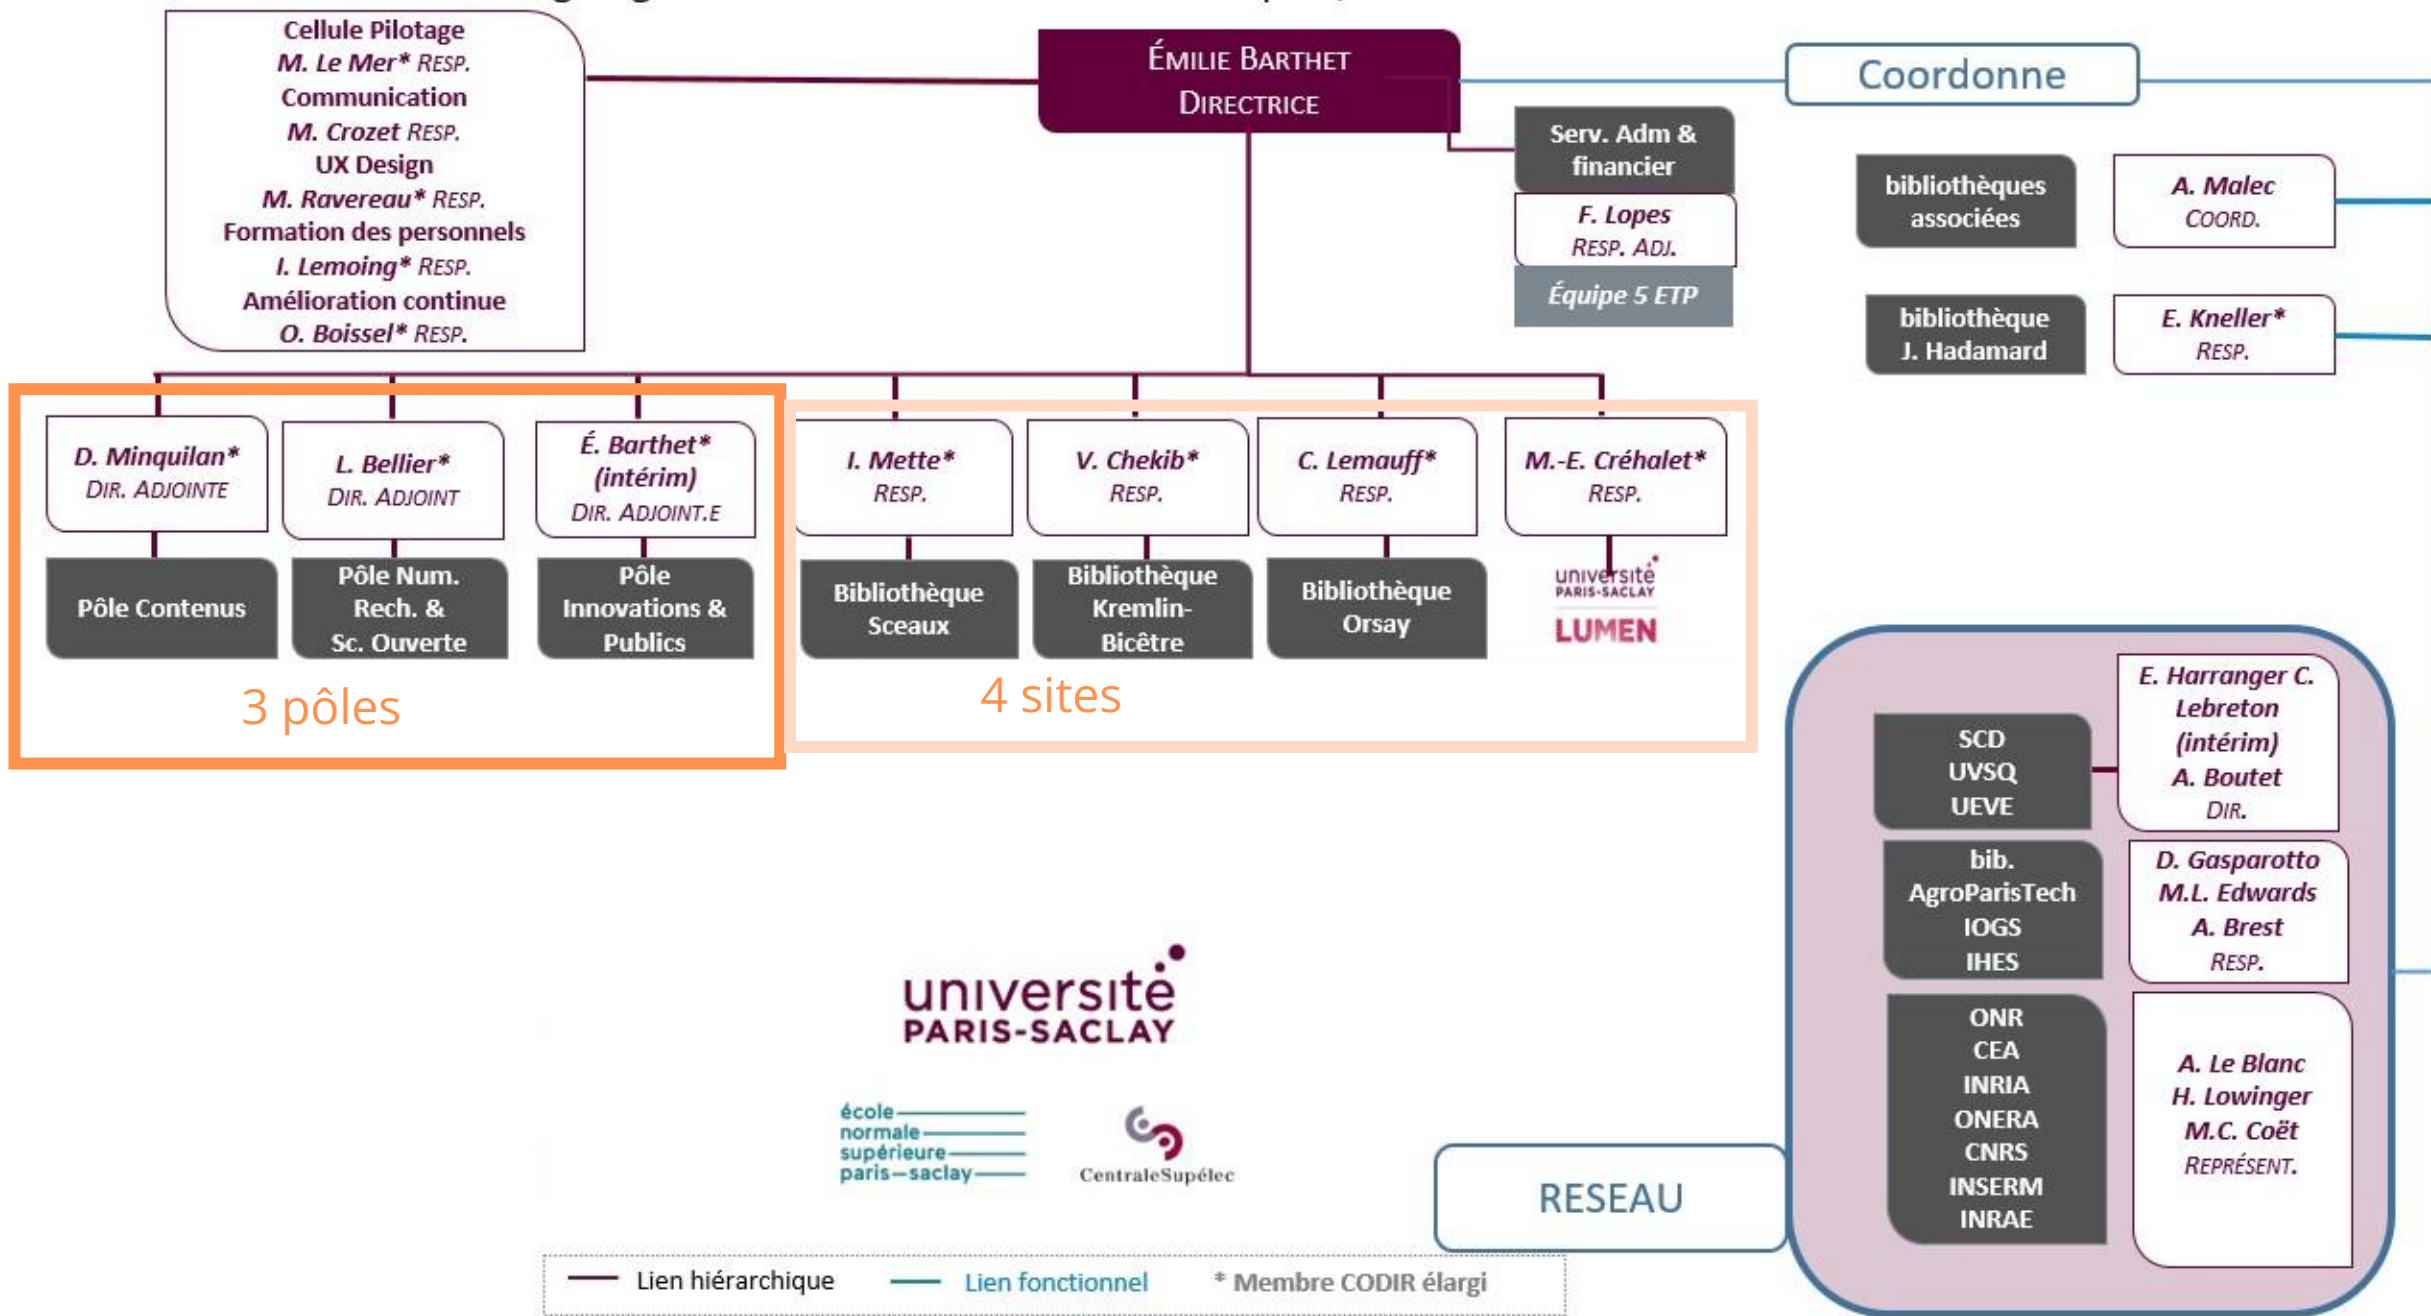 Cellule Pilotage
M. Le Mer* RESP.
Communication
M. Crozet RESP.
UX Design
M. Ravereau* RESP.
Formation des personnels
I. Lemoing* RESP.
Amélioration continue
O. Boissel* RESP.
ÉMILIE BARTHET
DIRECTRICE
Serv. Adm &
financier
F. Lopes
RESP. ADJ.
Équipe 5 ETP
Coordonne
bibliothèques
associées
A. Malec
COORD.
bibliothèque
J. Hadamard
E. Kneller*
RESP.
D. Minquilan*
DIR. ADJOINTE
Pôle Contenus
L. Bellier*
DIR. ADJOINT
Pôle Num.
Rech. &
Sc. Ouverte
É. Barthet*
(intérim)
DIR. ADJOINT.E
Pôle
Innovations &
Publics
3 pôles
I. Mette*
RESP.
Bibliothèque
Sceaux
V. Chekib*
RESP.
Bibliothèque
Kremlin-
Bicêtre
C. Lemauff*
RESP.
Bibliothèque
Orsay
M.-E. Créhalet*
RESP.
université
PARIS-SACLAY
LUMEN
4 sites
SCD
UVSQ
UEVE
E. Harranger C.
Lebreton
(intérim)
A. Boutet
DIR.
bib.
AgroParisTech
IOGS
IHES
D. Gasparotto
M.L. Edwards
A. Brest
RESP.
ONR
CEA
INRIA
ONERA
CNRS
INSERM
INRAE
A. Le Blanc
H. Lowinger
M.C. Coët
REPRÉSENT.
RESEAU
université
PARIS-SACLAY
école
normale
supérieure
paris-saclay
CentraleSupélec
Lien hiérarchique
Lien fonctionnel
* Membre CODIR élargi